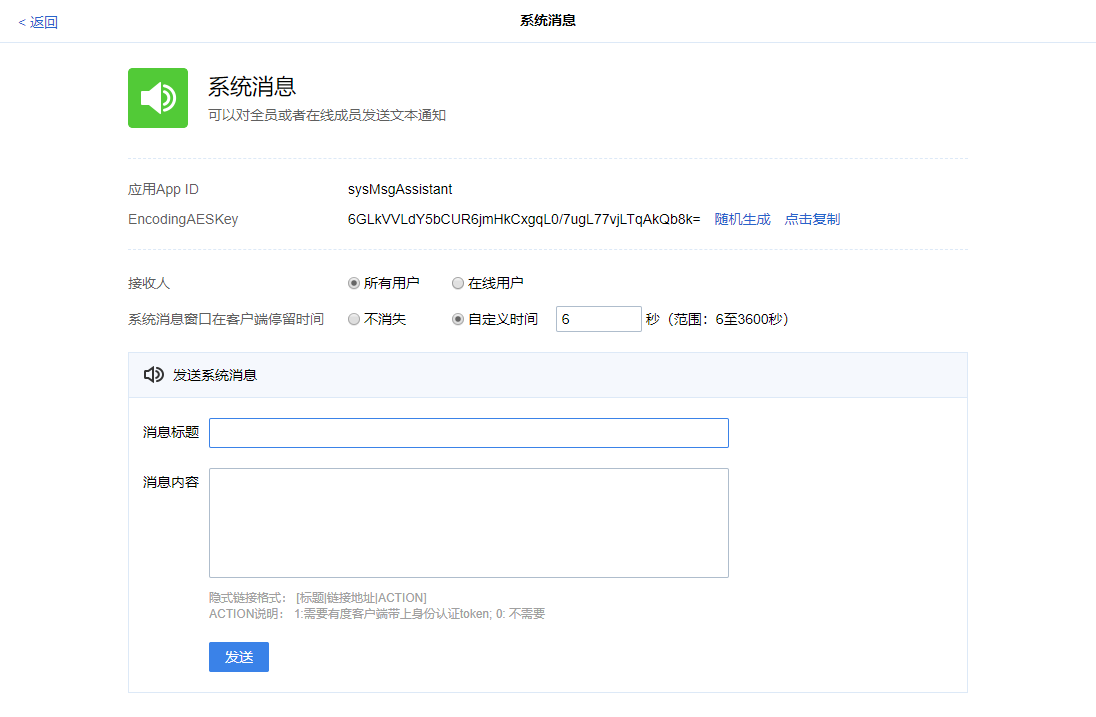 < 返回
系统消息
系统消息
可以对全员或者在线成员发送文本通知
应用App ID sysMsgAssistant
EncodingAESKey 6GLkVVLdY5bCUR6jmHkCxgqL0/7ugL77vjLTqAkQb8k= 随机生成 点击复制
接收人 所有用户 在线用户
系统消息窗口在客户端停留时间 不消失 自定义时间 6 秒（范围：6至3600秒）
发送系统消息
消息标题
消息内容
隐式链接格式： [标题|链接地址|ACTION]
ACTION说明： 1:需要有度客户端带上身份认证token; 0: 不需要
发送